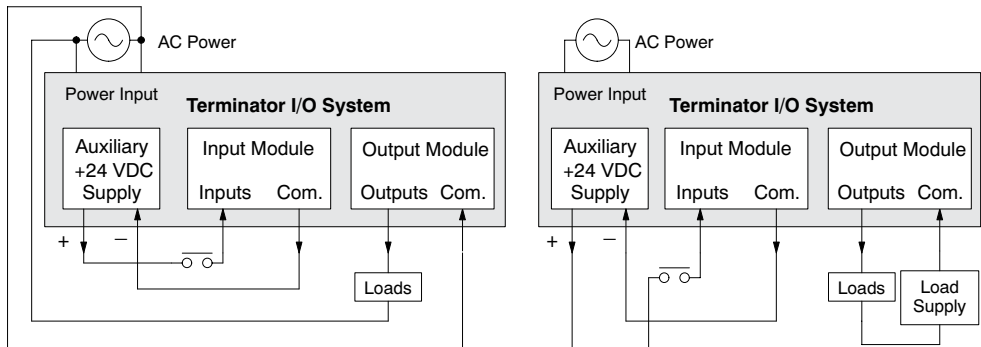 AC Power
Power Input
Terminator I/O System
Auxiliary
+24 VDC
Supply
Input Module
Inputs Com.
Output Module
Outputs Com.
+ –
Loads
AC Power
Power Input
Terminator I/O System
Auxiliary
+24 VDC
Supply
Input Module
Inputs Com.
Output Module
Outputs Com.
+ –
Loads
Load
Supply